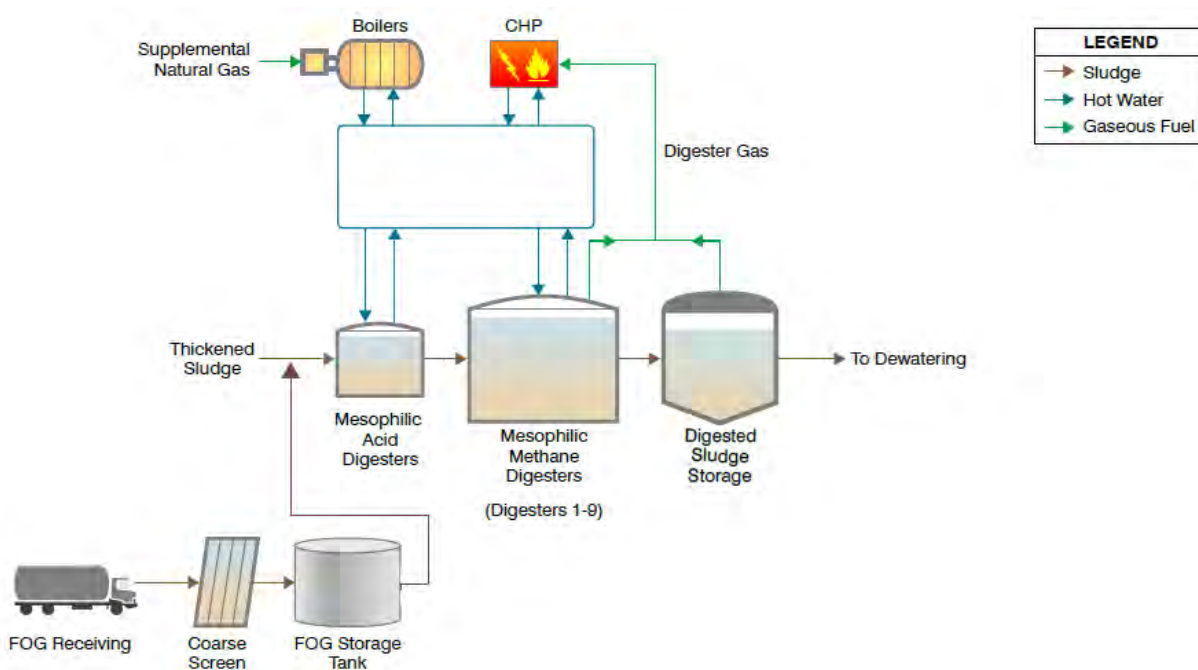 Boilers
CHP
Supplemental
Natural Gas
LEGEND
Sludge
Hot Water
Gaseous Fuel
Digester Gas
Thickened
Sludge
To Dewatering
Mesophilic
Acid
Digesters
Mesophilic
Methane
Digesters
(Digesters 1-9)
Digested
Sludge
Storage
FOG Receiving
Coarse
Screen
FOG Storage
Tank